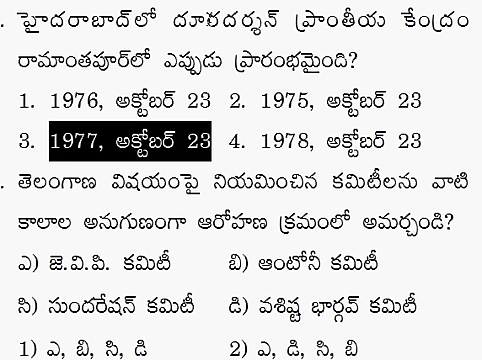 . హైదరాబాద్‌లో దూరదర్శన్ ప్రాంతీయ కేంద్రం
రామాంతపూర్‌లో ఎప్పుడు ప్రారంభమైంది?
1. 1976, అక్టోబర్ 23 2. 1975, అక్టోబర్ 23
3. 1977, అక్టోబర్ 23 4. 1978, అక్టోబర్ 23
. తెలంగాణ విషయంపై నియమించిన కమిటీలను వాటి
కాలాల అనుగుణంగా ఆరోహణ క్రమంలో అమర్చండి?
ఎ) జె.వి.పి. కమిటీ బి) ఆంటోనీ కమిటీ
సి) సుందరేషన్ కమిటీ డి) వశిష్ట భార్గవ్ కమిటీ
1) ఎ, బి, సి, డి 2) ఎ, డి, సి, బి